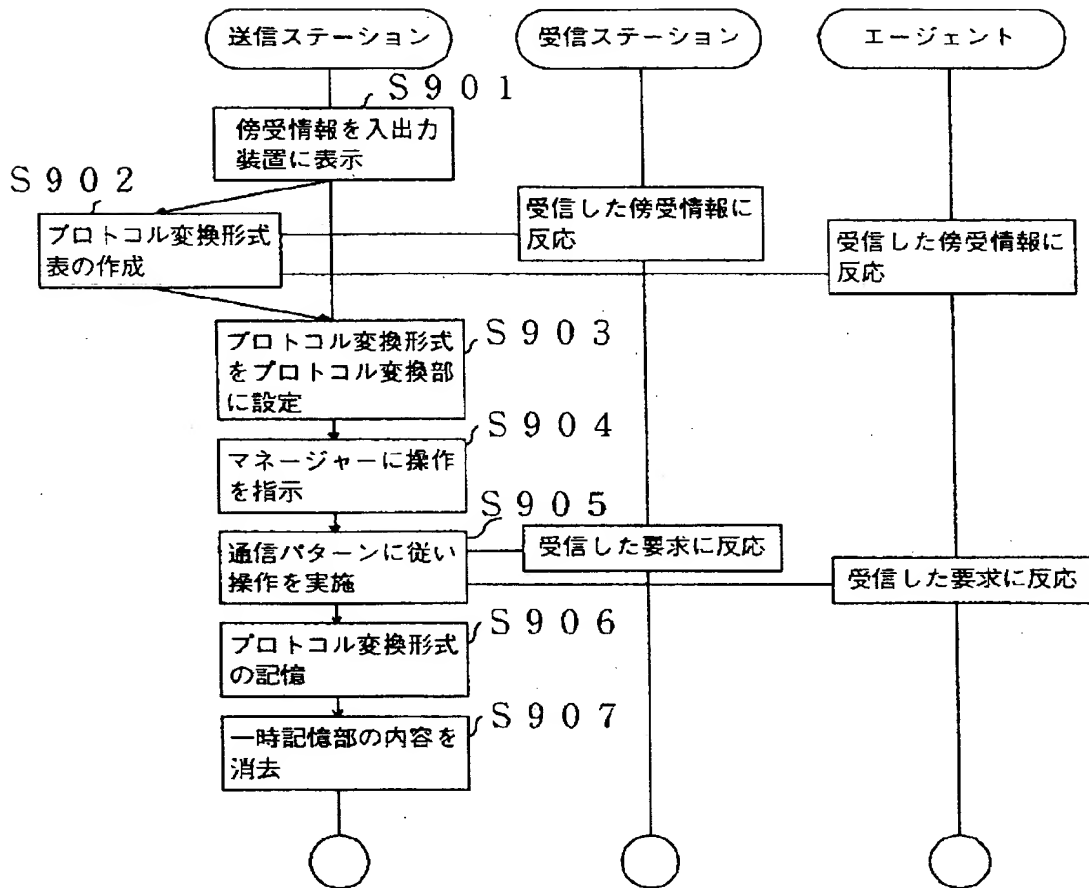 送信ステーション
受信ステーション
エージェント
S901
傍受情報を入出力
装置に表示
S902
プロトコル変換形式
表の作成
受信した傍受情報に
反応
受信した傍受情報に
反応
S903
プロトコル変換形式
をプロトコル変換部
に設定
S904
マネージャーに操作
を指示
S905
通信パターンに従い
操作を実施
受信した要求に反応
受信した要求に反応
S906
プロトコル変換形式
の記憶
S907
一時記憶部の内容を
消去